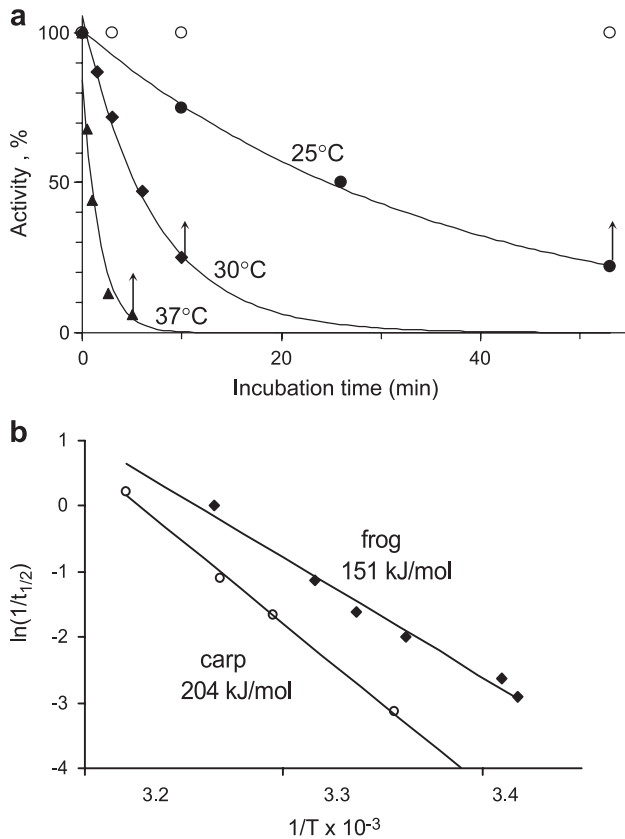 a
100
50
0
Activity , %
25°C
30°C
37°C
0
20
40
Incubation time (min)
b
1
0
-1
-2
-3
-4
ln(1/t1/2)
frog
151 kJ/mol
carp
204 kJ/mol
3.2
3.3
3.4
1/T x 10-3